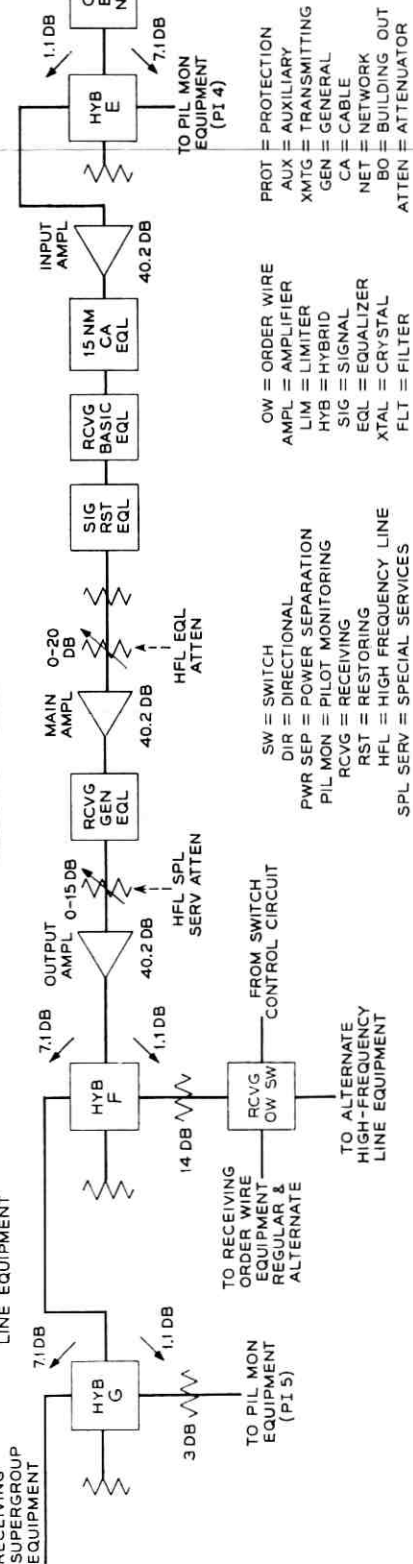 RECEIVING
SUPERGROUP
EQUIPMENT
LINE EQUIPMENT
7.1 DB
HYB
G
1.1 DB
3 DB
TO PIL MON
EQUIPMENT
(PI 5)
7.1 DB
HYB
F
1.1 DB
14 DB
TO RECEIVING
ORDER WIRE
EQUIPMENT
REGULAR &
ALTERNATE
RCVG
OW SW
FROM SWITCH
CONTROL CIRCUIT
TO ALTERNATE
HIGH-FREQUENCY
LINE EQUIPMENT
OUTPUT
AMPL
40.2 DB
0-15 DB
HFL SPL
SERV ATTEN
RCVG
GEN
EQL
MAIN
AMPL
40.2 DB
0-20
DB
HFL EQL
ATTEN
SIG
RST
EQL
RCVG
BASIC
EQL
15 NM
CA
EQL
INPUT
AMPL
40.2 DB
1.1 DB
HYB
E
7.1 DB
TO PIL MON
EQUIPMENT
(PI 4)
SW = SWITCH
DIR = DIRECTIONAL
PWR SEP = POWER SEPARATION
PIL MON = PILOT MONITORING
RCVG = RECEIVING
RST = RESTORING
HFL = HIGH FREQUENCY LINE
SPL SERV = SPECIAL SERVICES
OW = ORDER WIRE
AMPL = AMPLIFIER
LIM = LIMITER
HYB = HYBRID
SIG = SIGNAL
EQL = EQUALIZER
XTAL = CRYSTAL
FLT = FILTER
PROT = PROTECTION
AUX = AUXILIARY
XMTG = TRANSMITTING
GEN = GENERAL
CA = CABLE
NET = NETWORK
BO = BUILDING OUT
ATTEN = ATTENUATOR